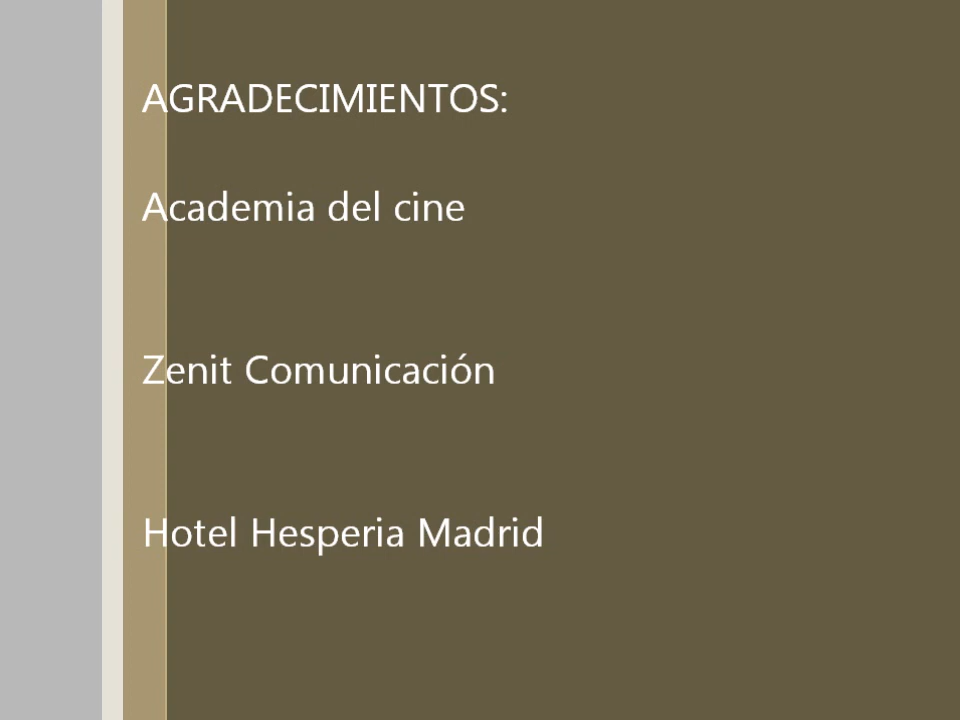 AGRADECIMIENTOS:
Academia del cine
Zenit Comunicación
Hotel Hesperia Madrid